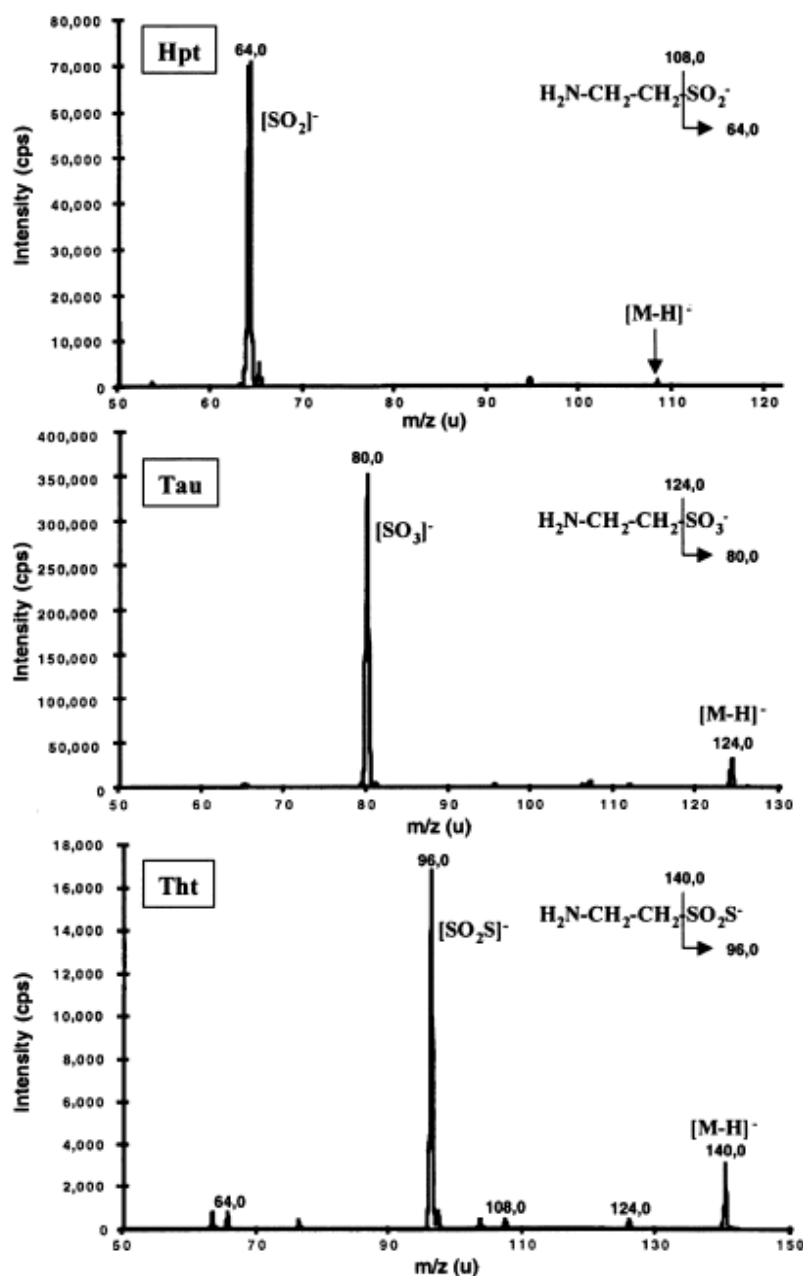 Hpt
80,000
70,000
60,000
50,000
40,000
30,000
20,000
10,000
0
Intensity (cps)
64,0
[SO₂]⁻
108,0
H₂N-CH₂-CH₂-SO₂⁻
64,0
[M-H]⁻
50 60 70 80 90 100 110 120
m/z (u)
Tau
400,000
350,000
300,000
250,000
200,000
150,000
100,000
50,000
0
Intensity (cps)
80,0
[SO₃]⁻
124,0
H₂N-CH₂-CH₂-SO₃⁻
80,0
[M-H]⁻
124,0
50 60 70 80 90 100 110 120 130
m/z (u)
Tht
18,000
16,000
14,000
12,000
10,000
8,000
6,000
4,000
2,000
0
Intensity (cps)
96,0
[SO₂S]⁻
140,0
H₂N-CH₂-CH₂-SO₂S⁻
96,0
[M-H]⁻
140,0
64,0
108,0
124,0
50 70 90 110 130 150
m/z (u)